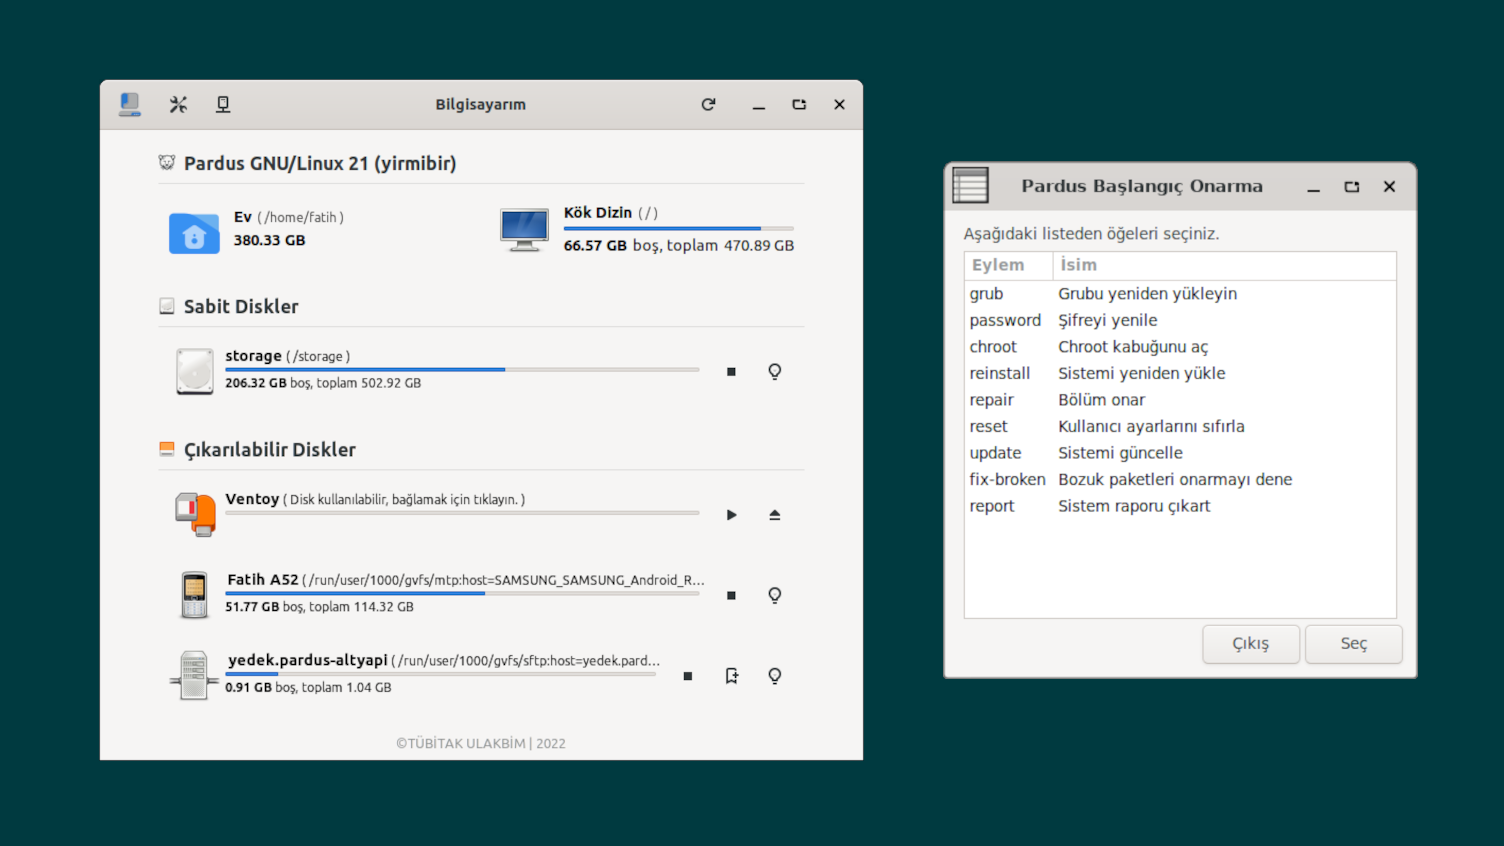 Bilgisayarım
Pardus GNU/Linux 21 (yirmibir)
Ev ( /home/fatih )
380.33 GB
Kök Dizin ( / )
66.57 GB boş, toplam 470.89 GB
Sabit Diskler
storage ( /storage )
206.32 GB boş, toplam 502.92 GB
Çıkarılabilir Diskler
Ventoy ( Disk kullanılabilir, bağlamak için tıklayın. )
Fatih A52 ( /run/user/1000/gvfs/mtp:host=SAMSUNG_SAMSUNG_Android_R...
51.77 GB boş, toplam 114.32 GB
yedek.pardus-altyapi ( /run/user/1000/gvfs/sftp:host=yedek.pard...
0.91 GB boş, toplam 1.04 GB
©TÜBİTAK ULAKBİM | 2022
Pardus Başlangıç Onarma
Aşağıdaki listeden öğeleri seçiniz.
Eylem İsim
grub Grubu yeniden yükleyin
password Şifreyi yenile
chroot Chroot kabuğunu aç
reinstall Sistemi yeniden yükle
repair Bölüm onar
reset Kullanıcı ayarlarını sıfırla
update Sistemi güncelle
fix-broken Bozuk paketleri onarmayı dene
report Sistem raporu çıkart
Çıkış Seç